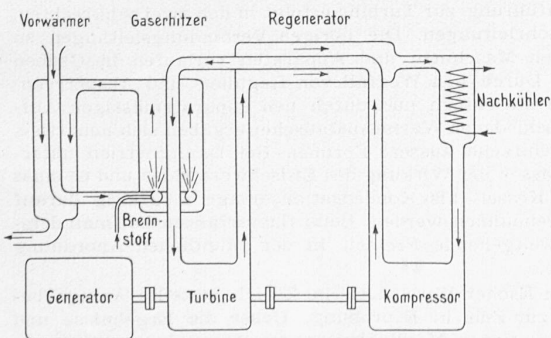 Vorwärmer
Gaserhitzer
Regenerator
Nachkühler
Brenn-
stoff
Generator
Turbine
Kompressor